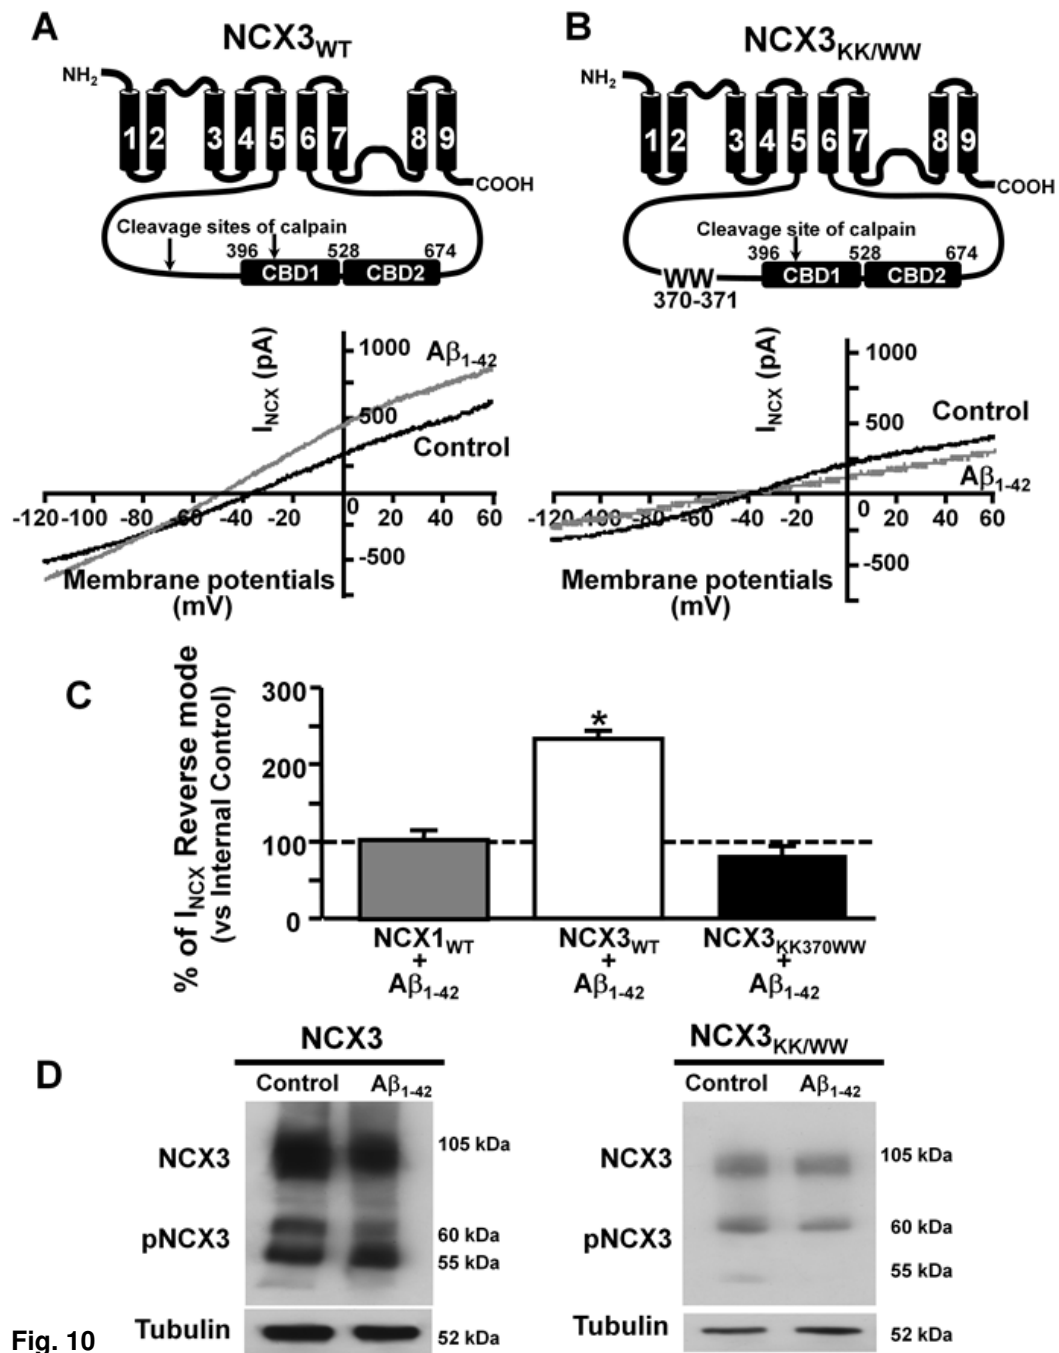 A
NCX3WT
NH2
1 2 3 4 5 6 7 8 9
COOH
Cleavage sites of calpain
396 528 674
CBD1 CBD2
INCX (pA)
1000
Aβ1-42
500
Control
0
-120 -100 -80 -60 -40 -20 20 40 60
-500
Membrane potentials
(mV)
B
NCX3KK/WW
NH2
1 2 3 4 5 6 7 8 9
COOH
Cleavage site of calpain
396 528 674
WW CBD1 CBD2
370-371
INCX (pA)
1000
500
Control
Aβ1-42
0
-120 -100 -80 -60 -40 -20 20 40 60
-500
Membrane potentials
(mV)
C
% of INCX Reverse mode
(vs Internal Control)
300
*
200
100
0
NCX1WT NCX3WT NCX3KK370WW
+ + +
Aβ1-42 Aβ1-42 Aβ1-42
D
NCX3
Control Aβ1-42
NCX3 105 kDa
pNCX3 60 kDa
55 kDa
Tubulin 52 kDa
NCX3KK/WW
Control Aβ1-42
NCX3 105 kDa
pNCX3 60 kDa
55 kDa
Tubulin 52 kDa
Fig. 10